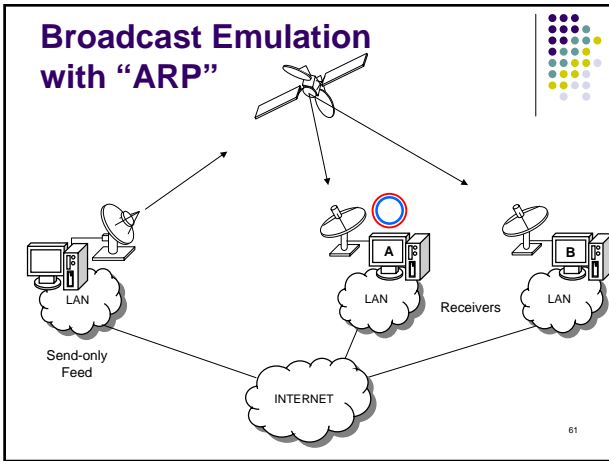 Broadcast Emulation
with “ARP”
A
B
LAN
LAN
LAN
Receivers
Send-only
Feed
INTERNET
61